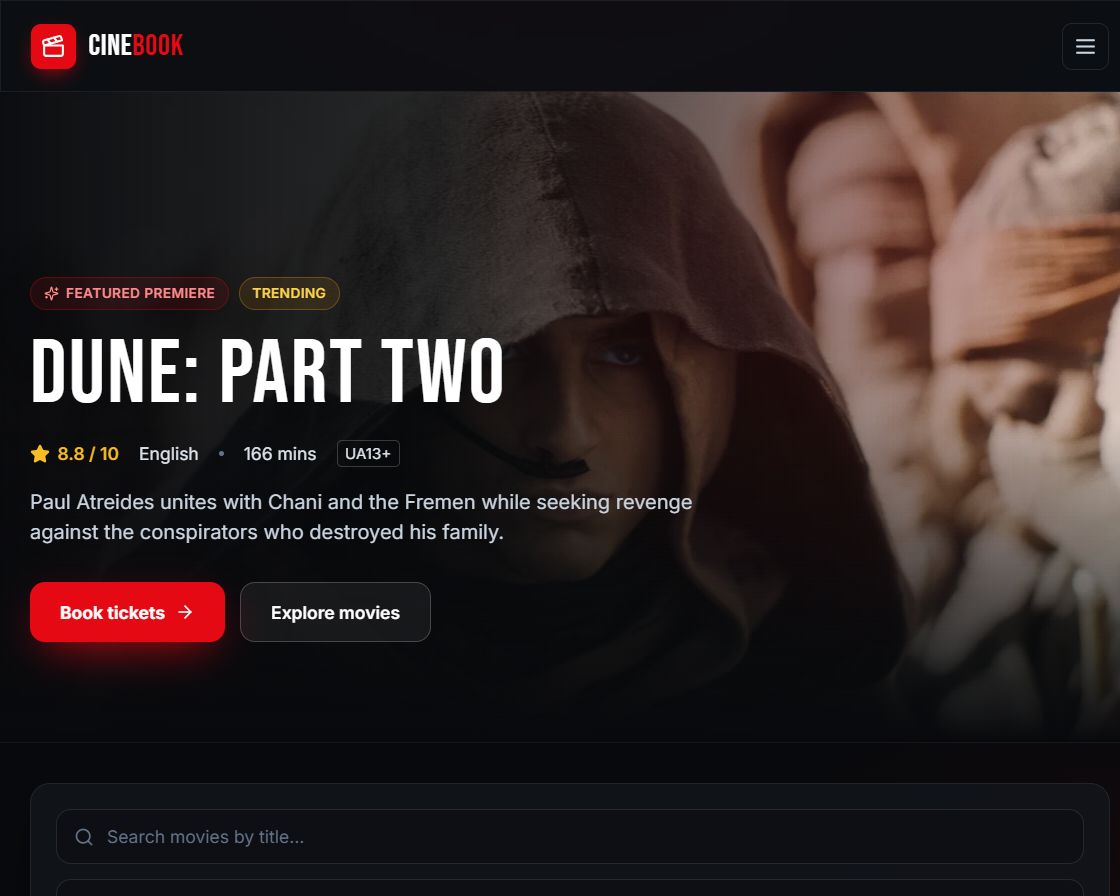 CINEBOOK
FEATURED PREMIERE
TRENDING
DUNE: PART TWO
8.8 / 10 English • 166 mins UA13+
Paul Atreides unites with Chani and the Fremen while seeking revenge
against the conspirators who destroyed his family.
Book tickets →
Explore movies
Search movies by title...